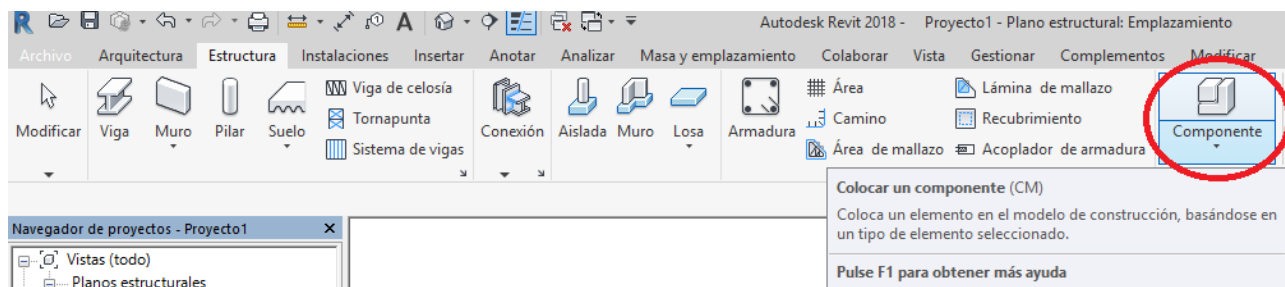 Autodesk Revit 2018 - Proyecto1 - Plano estructural: Emplazamiento
Archivo Arquitectura Estructura Instalaciones Insertar Anotar Analizar Masa y emplazamiento Colaborar Vista Gestionar Complementos Modificar
Modificar
Viga
Muro
Pilar
Suelo
Viga de celosía
Tornapunta
Sistema de vigas
Conexión
Aislada
Muro
Losa
Armadura
Área
Camino
Área de mallazo
Lámina de mallazo
Recubrimiento
Acoplador de armadura
Componente
Colocar un componente (CM)
Coloca un elemento en el modelo de construcción, basándose en
un tipo de elemento seleccionado.
Pulse F1 para obtener más ayuda
Navegador de proyectos - Proyecto1
Vistas (todo)
Planos estructurales